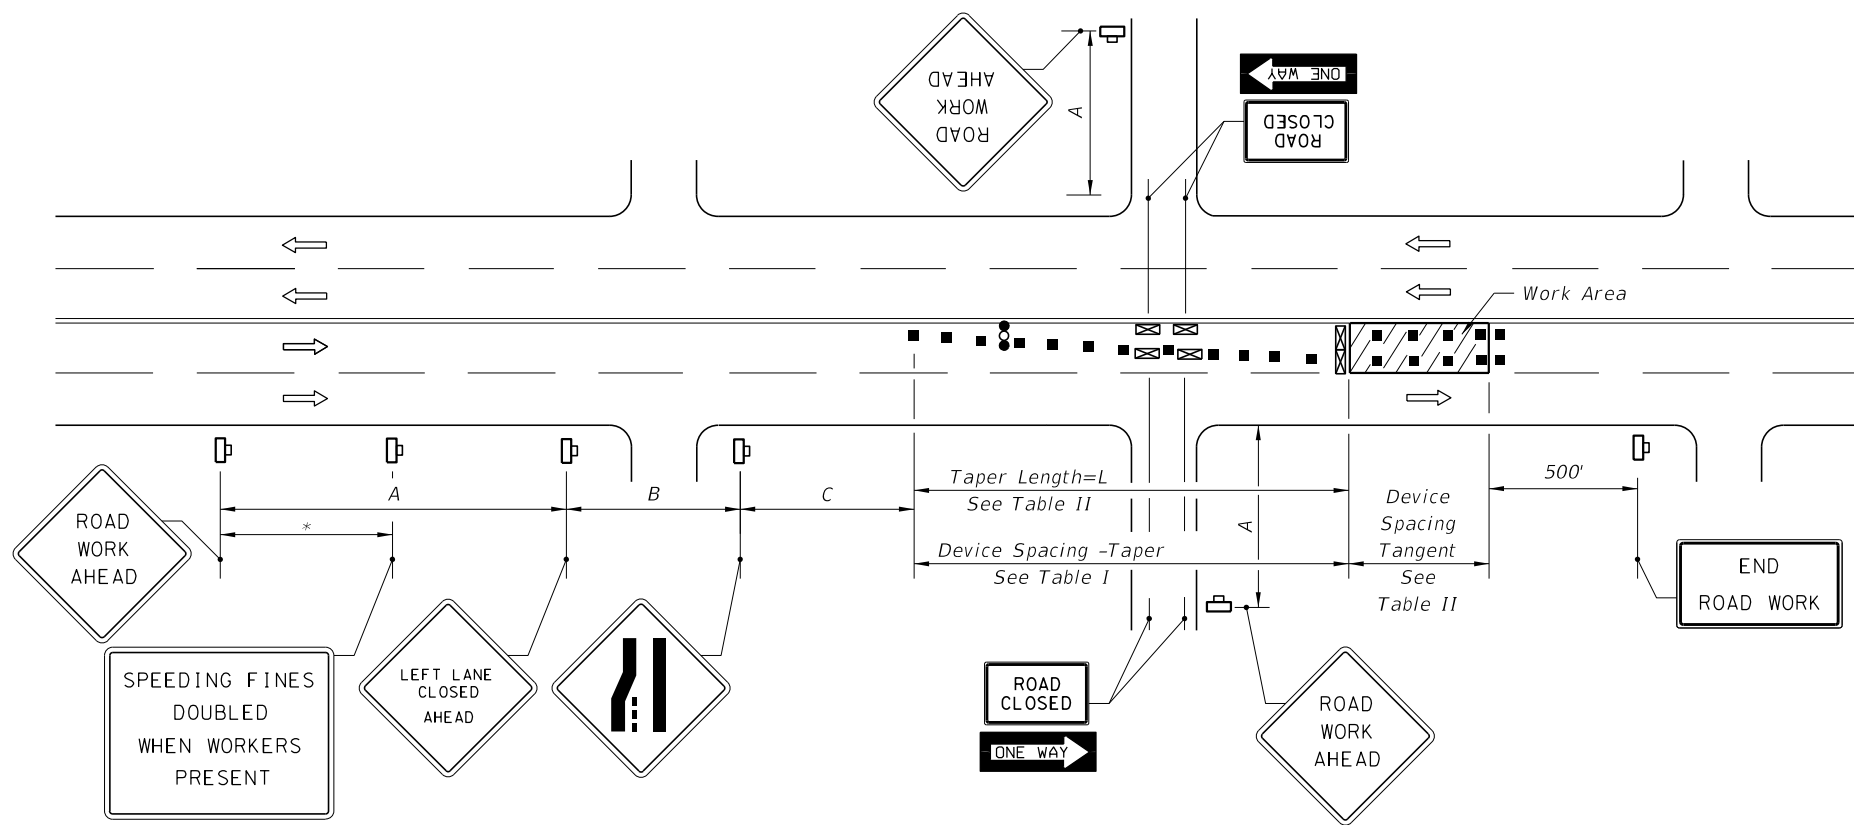 ROAD
WORK
AHEAD
A
ONE WAY
ROAD
CLOSED
Work Area
A
B
C
*
Taper Length=L
See Table II
Device Spacing -Taper
See Table I
A
Device
Spacing
Tangent
See
Table II
500'
ROAD
WORK
AHEAD
SPEEDING FINES
DOUBLED
WHEN WORKERS
PRESENT
LEFT LANE
CLOSED
AHEAD
ROAD
CLOSED
ONE WAY
ROAD
WORK
AHEAD
END
ROAD WORK